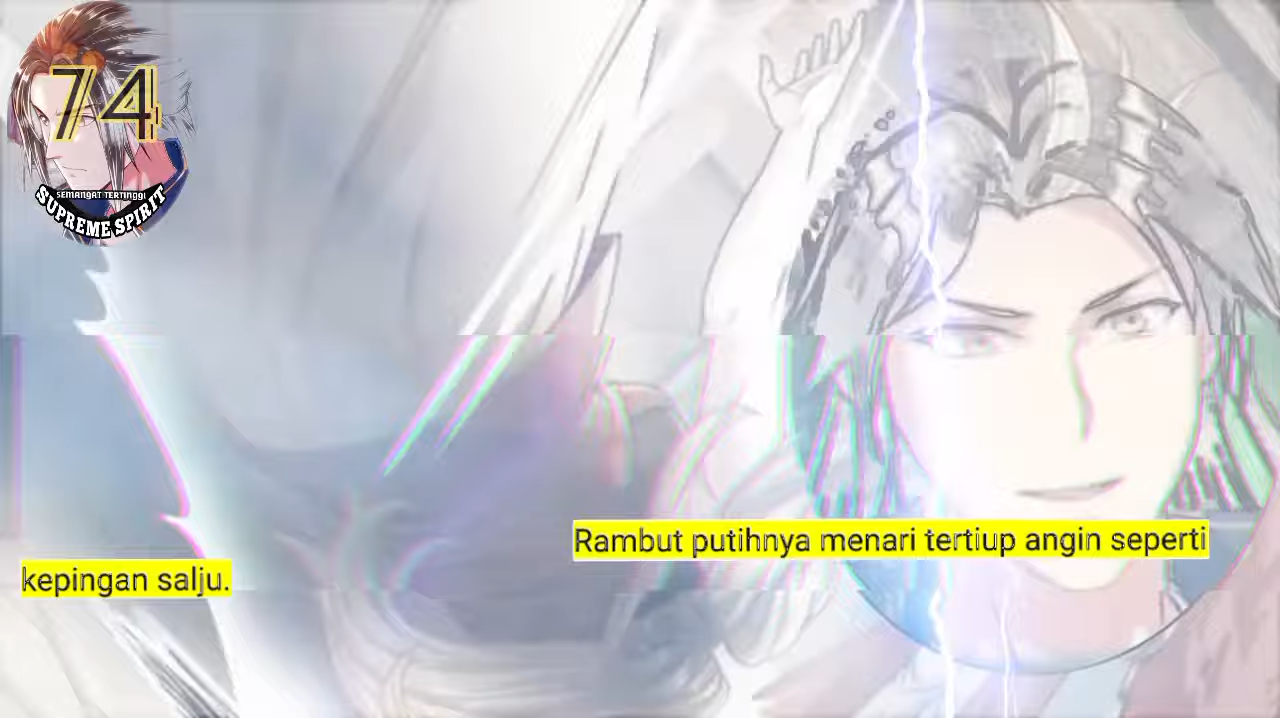 74
SEMANGAT TERTINGGI
SUPREME SPIRIT
Rambut putihnya menari tertiup angin seperti
kepingan salju.